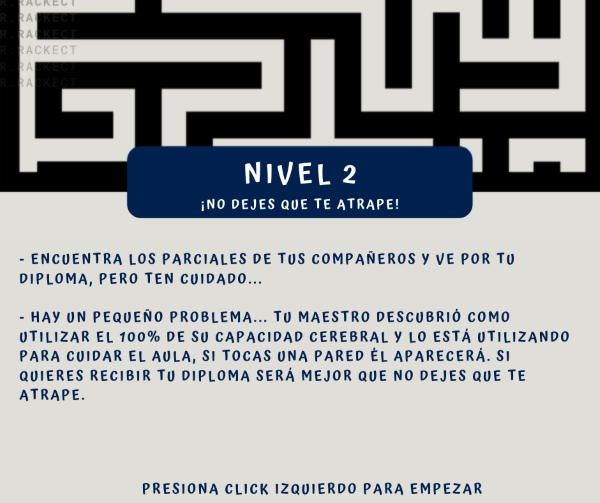 R.RACKECT
R.RACKECT
R.RACKECT
R.RACKECT
R.RACKECT
R.RACKECT
NIVEL 2
¡NO DEJES QUE TE ATRAPE!
- ENCUENTRA LOS PARCIALES DE TUS COMPAÑEROS Y VE POR TU
DIPLOMA, PERO TEN CUIDADO...
- HAY UN PEQUEÑO PROBLEMA... TU MAESTRO DESCUBRIÓ COMO
UTILIZAR EL 100% DE SU CAPACIDAD CEREBRAL Y LO ESTÁ UTILIZANDO
PARA CUIDAR EL AULA, SI TOCAS UNA PARED ÉL APARECERÁ. SI
QUIERES RECIBIR TU DIPLOMA SERÁ MEJOR QUE NO DEJES QUE TE
ATRAPE.
PRESIONA CLICK IZQUIERDO PARA EMPEZAR